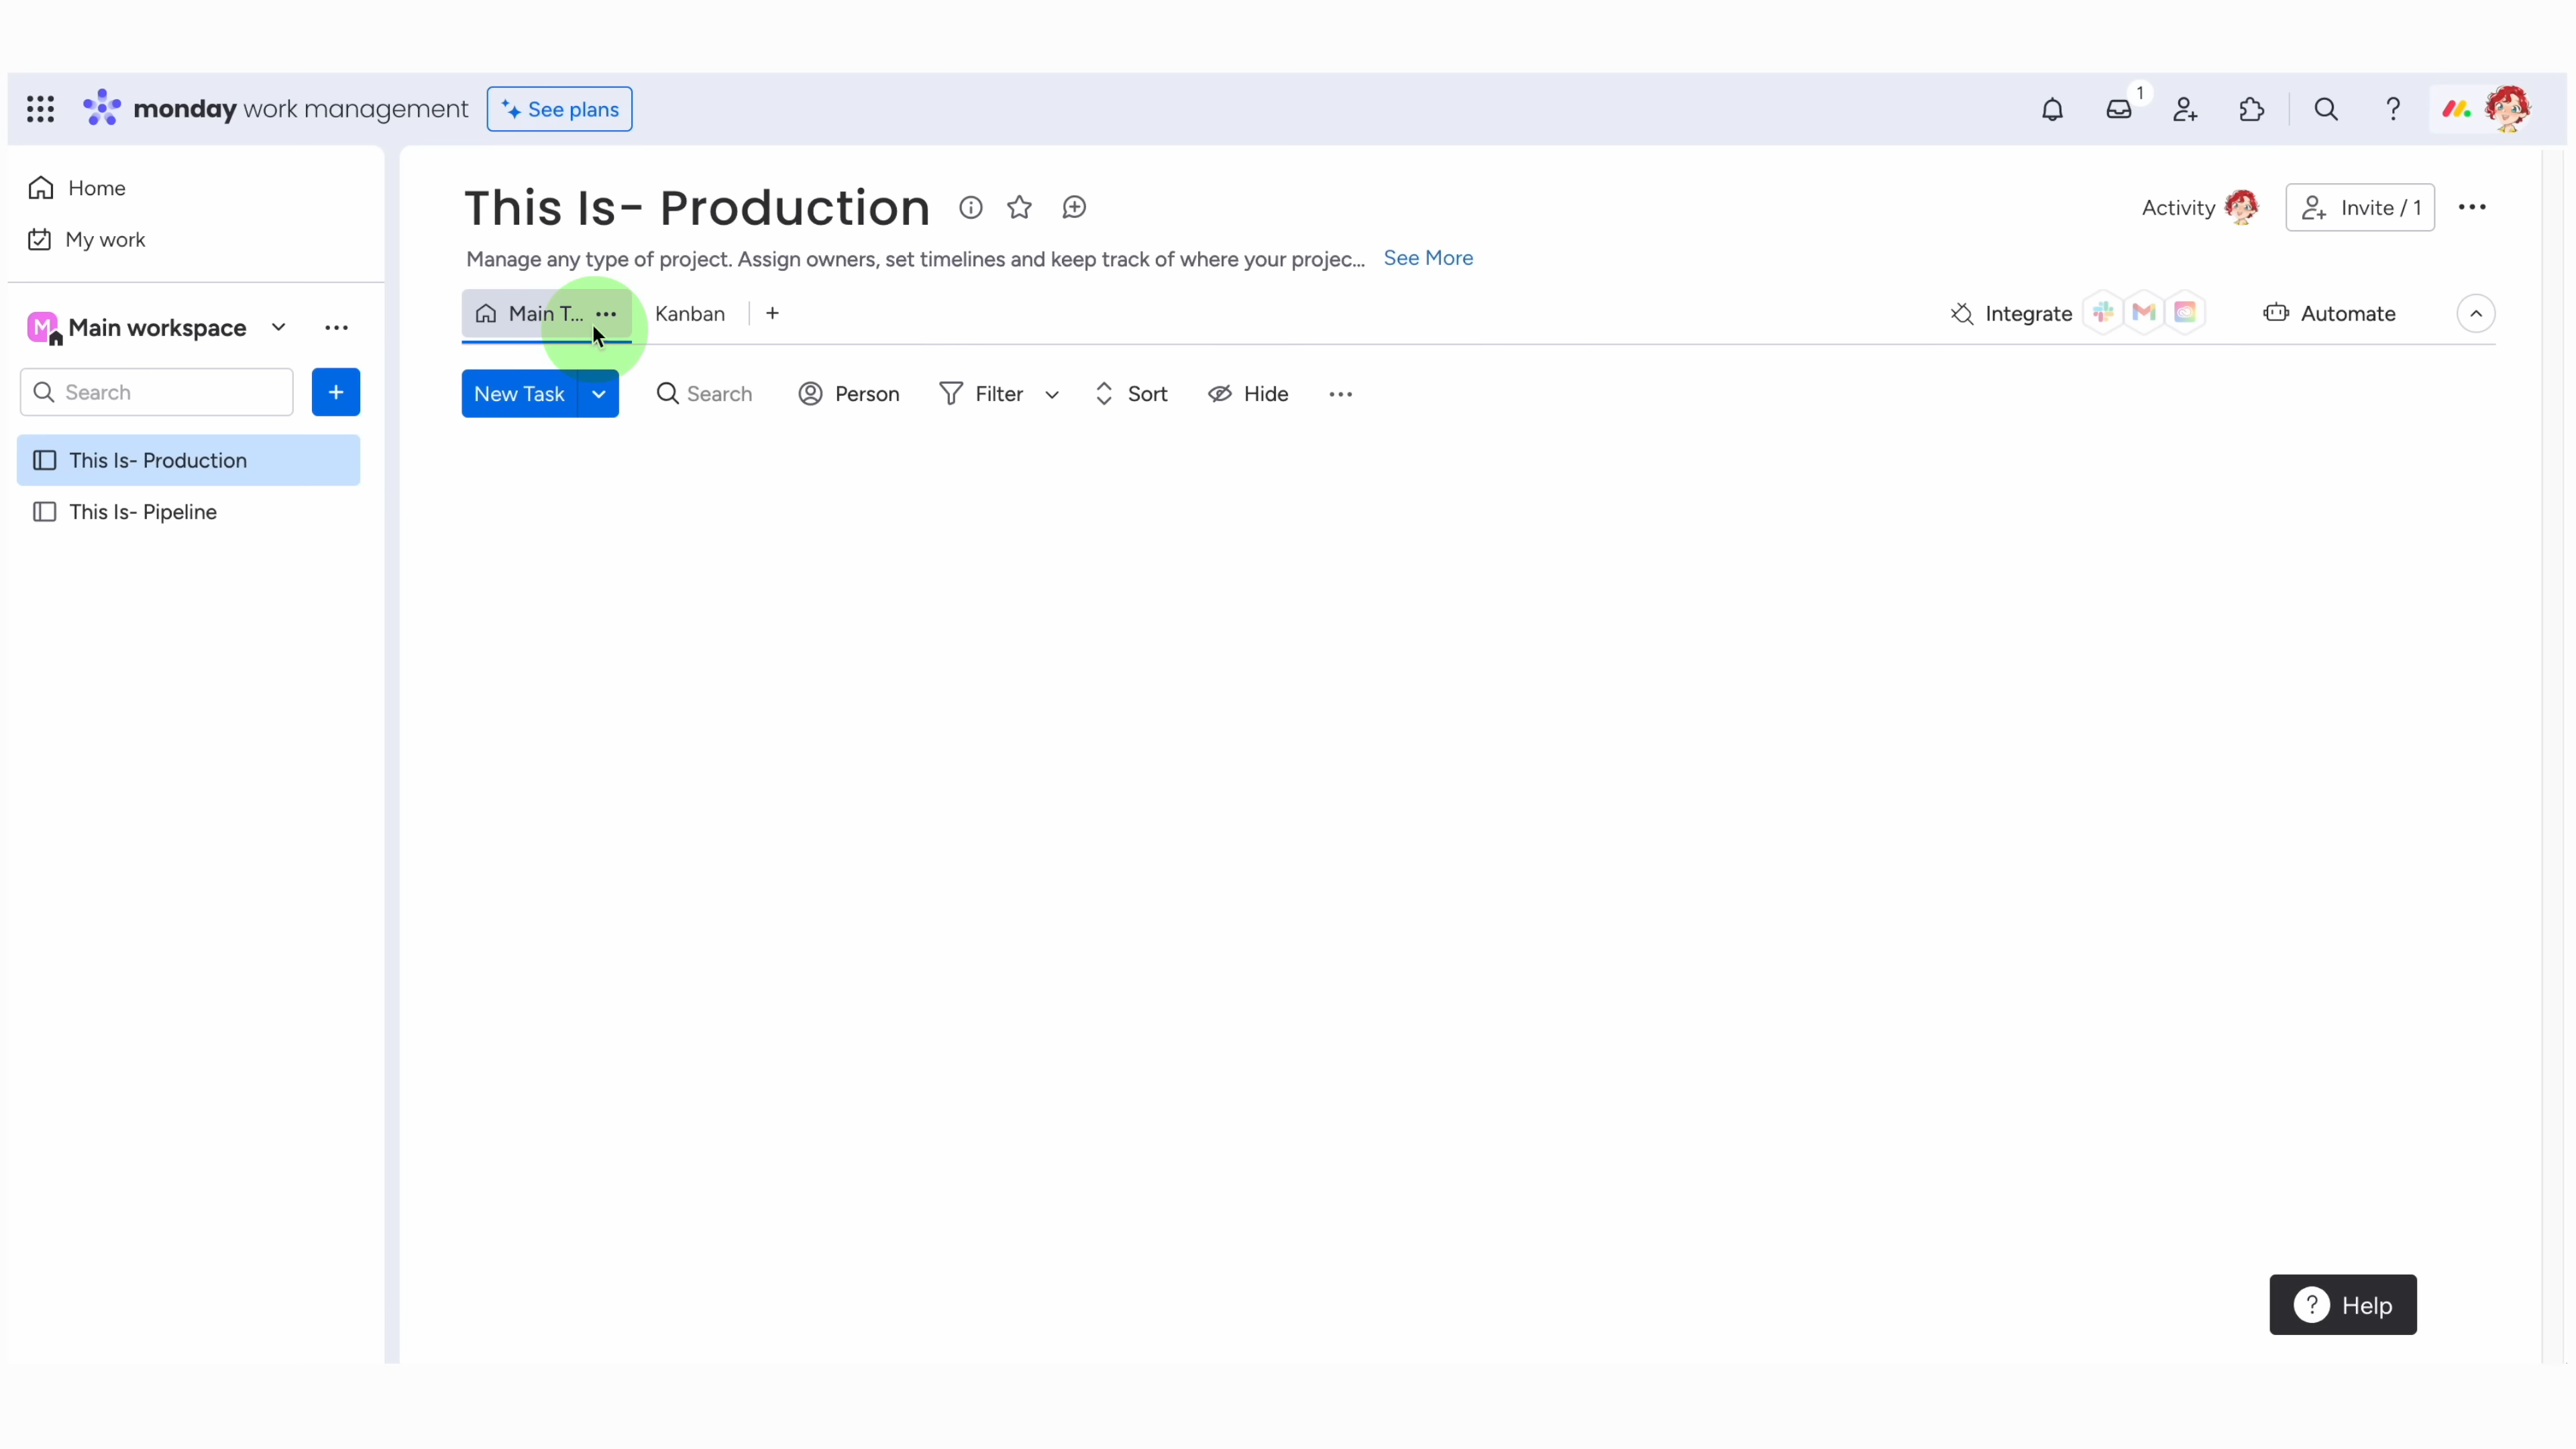 monday work management
See plans
1
Home
My work
M Main workspace
Search
+
This Is- Production
This Is- Pipeline
This Is- Production
Activity
Invite / 1
Manage any type of project. Assign owners, set timelines and keep track of where your projec... See More
Main T...
Kanban
+
Integrate
Automate
New Task
Search
Person
Filter
Sort
Hide
? Help